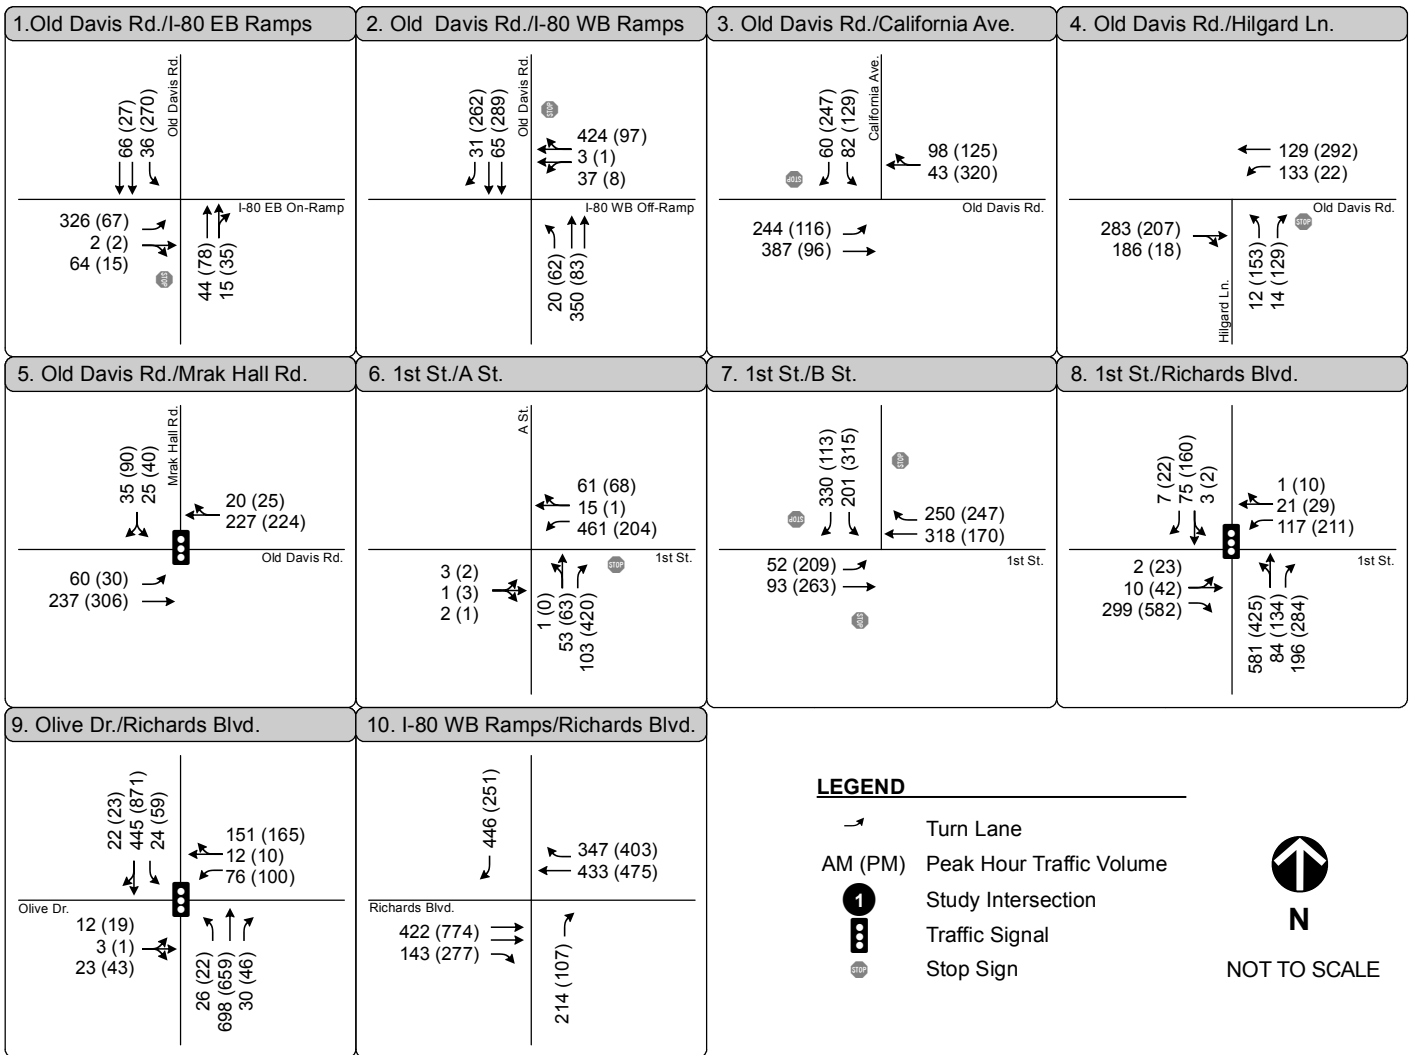 1.Old Davis Rd./I-80 EB Ramps
66 (27)
36 (270)
Old Davis Rd.
I-80 EB On-Ramp
326 (67)
2 (2)
64 (15)
STOP
44 (78)
15 (35)
2. Old Davis Rd./I-80 WB Ramps
31 (262)
65 (289)
Old Davis Rd.
STOP
424 (97)
3 (1)
37 (8)
I-80 WB Off-Ramp
20 (62)
350 (83)
3. Old Davis Rd./California Ave.
STOP
60 (247)
82 (129)
California Ave.
98 (125)
43 (320)
Old Davis Rd.
244 (116)
387 (96)
4. Old Davis Rd./Hilgard Ln.
129 (292)
133 (22)
Old Davis Rd.
283 (207)
186 (18)
Hilgard Ln.
12 (153)
14 (129)
STOP
5. Old Davis Rd./Mrak Hall Rd.
35 (90)
25 (40)
Mrak Hall Rd.
20 (25)
227 (224)
Old Davis Rd.
60 (30)
237 (306)
6. 1st St./A St.
A St.
61 (68)
15 (1)
461 (204)
1st St.
STOP
3 (2)
1 (3)
2 (1)
1 (0)
53 (63)
103 (420)
7. 1st St./B St.
STOP
330 (113)
201 (315)
STOP
250 (247)
318 (170)
1st St.
52 (209)
93 (263)
STOP
8. 1st St./Richards Blvd.
7 (22)
75 (160)
3 (2)
1 (10)
21 (29)
117 (211)
1st St.
2 (23)
10 (42)
299 (582)
581 (425)
84 (134)
196 (284)
9. Olive Dr./Richards Blvd.
22 (23)
445 (871)
24 (59)
151 (165)
12 (10)
76 (100)
Olive Dr.
12 (19)
3 (1)
23 (43)
26 (22)
698 (659)
30 (46)
10. I-80 WB Ramps/Richards Blvd.
446 (251)
347 (403)
433 (475)
Richards Blvd.
422 (774)
143 (277)
214 (107)
LEGEND
Turn Lane
AM (PM) Peak Hour Traffic Volume
1 Study Intersection
Traffic Signal
STOP Stop Sign
N
NOT TO SCALE